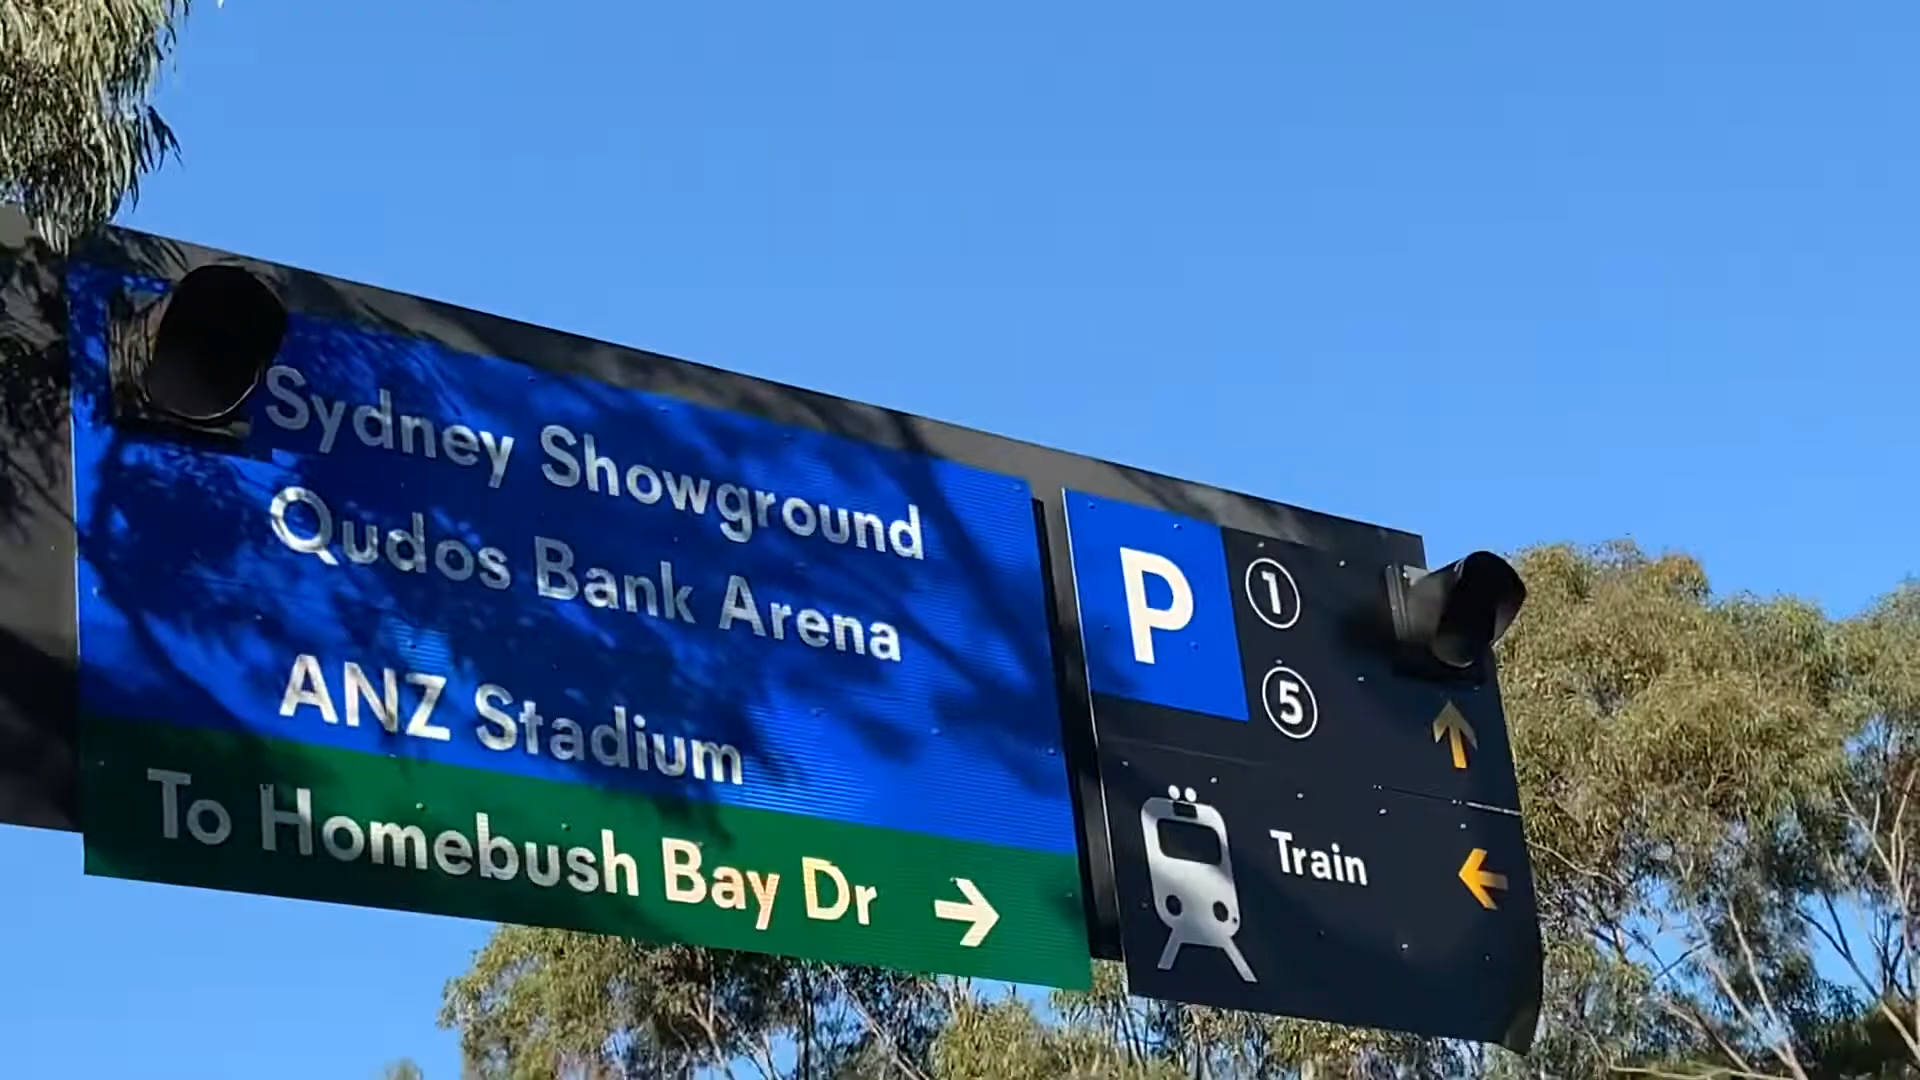 Sydney Showground
Qudos Bank Arena
ANZ Stadium
To Homebush Bay Dr →
P 1
5 ↑
Train ←